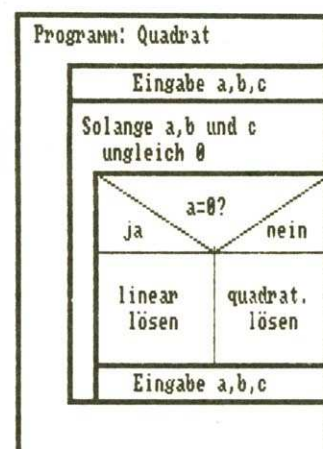 Programm: Quadrat
Eingabe a,b,c
Solange a,b und c
ungleich 0
a=0?
ja
nein
linear
lösen
quadrat.
lösen
Eingabe a,b,c